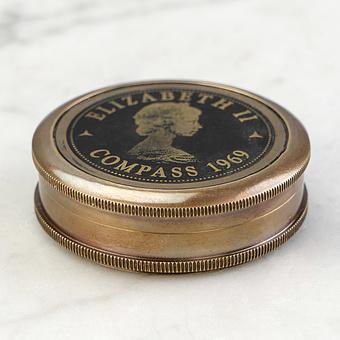 ELIZABETH II
COMPASS 1969